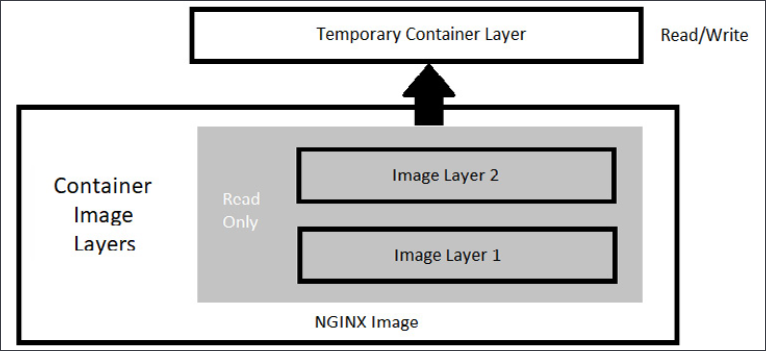 Temporary Container Layer
Read/Write
Container
Image
Layers
Read
Only
Image Layer 2
Image Layer 1
NGINX Image